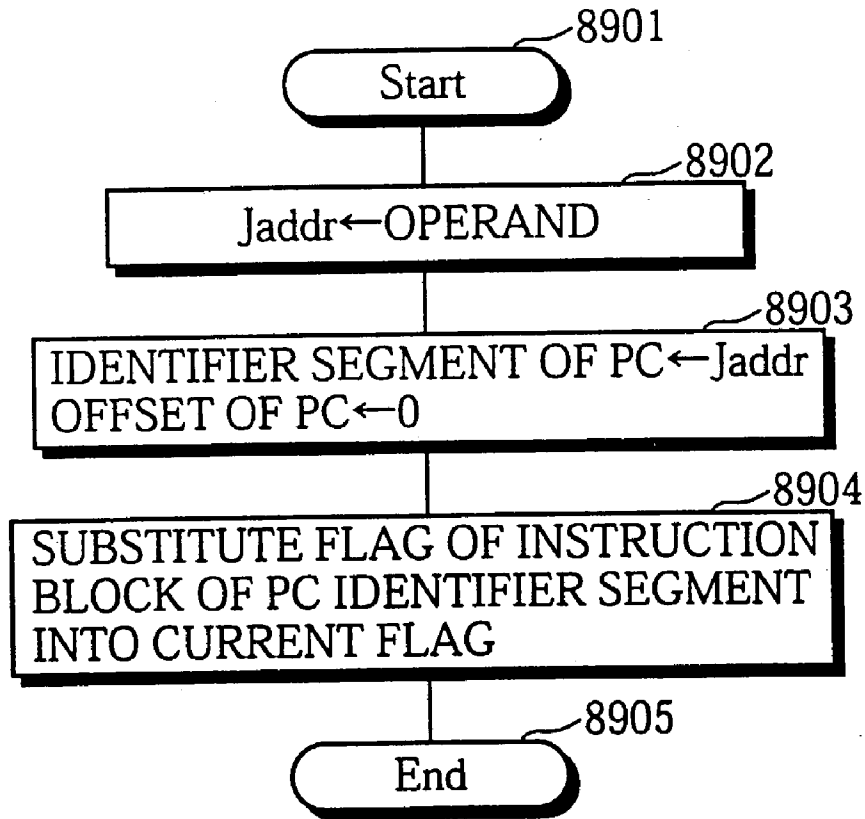 8901
Start
8902
Jaddr←OPERAND
8903
IDENTIFIER SEGMENT OF PC←Jaddr
OFFSET OF PC←0
8904
SUBSTITUTE FLAG OF INSTRUCTION
BLOCK OF PC IDENTIFIER SEGMENT
INTO CURRENT FLAG
8905
End